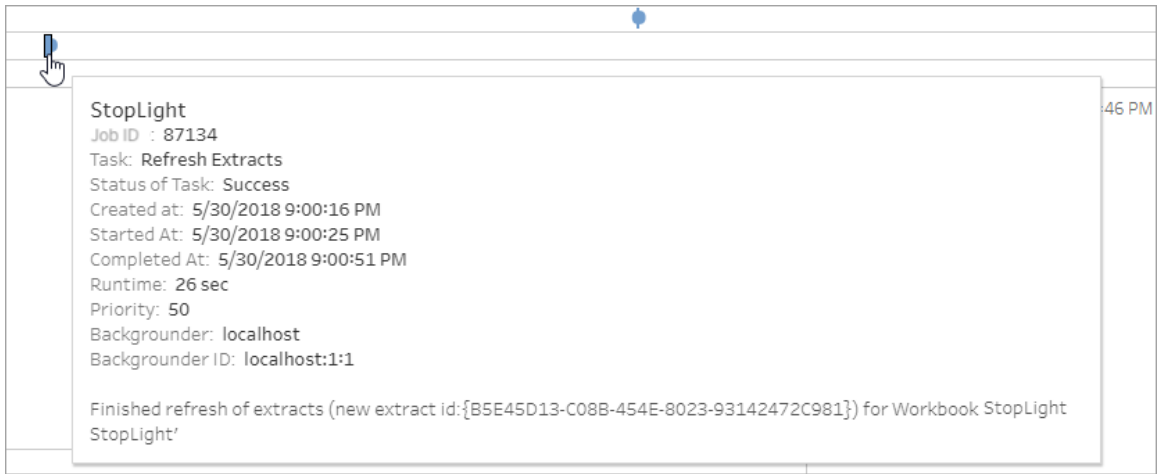 :46 PM
StopLight
Job ID : 87134
Task: Refresh Extracts
Status of Task: Success
Created at: 5/30/2018 9:00:16 PM
Started At: 5/30/2018 9:00:25 PM
Completed At: 5/30/2018 9:00:51 PM
Runtime: 26 sec
Priority: 50
Backgrounder: localhost
Backgrounder ID: localhost:1:1
Finished refresh of extracts (new extract id:{B5E45D13-C08B-454E-8023-93142472C981}) for Workbook StopLight
StopLight’